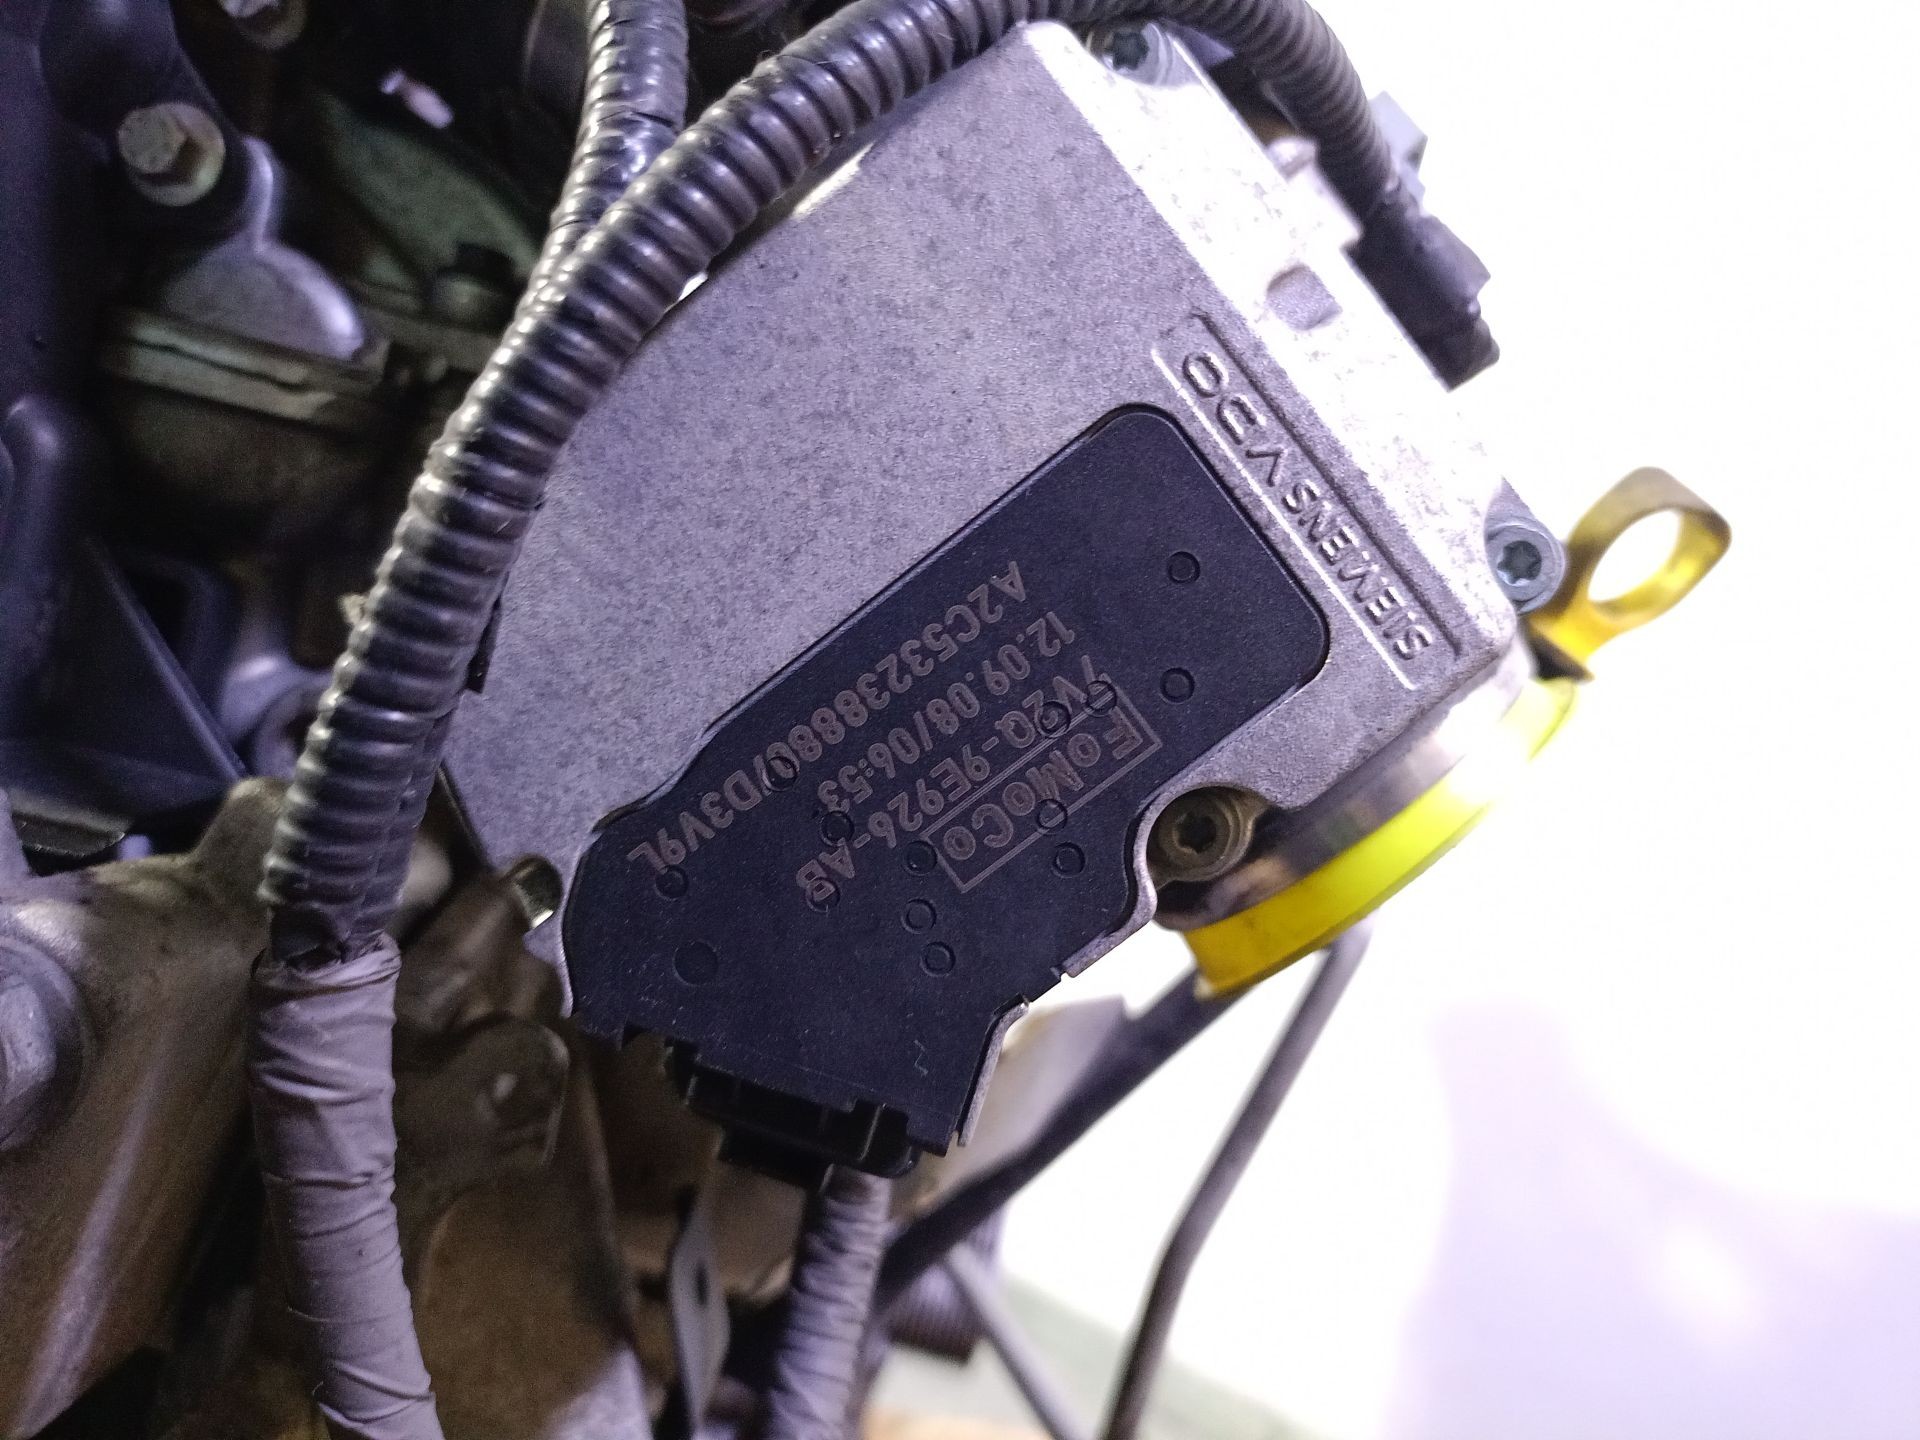 SIEMENS VDO
FoMoCo
7V2Q-9E926-AB
12.09.08/06:53
A2C53238880/D3V9L